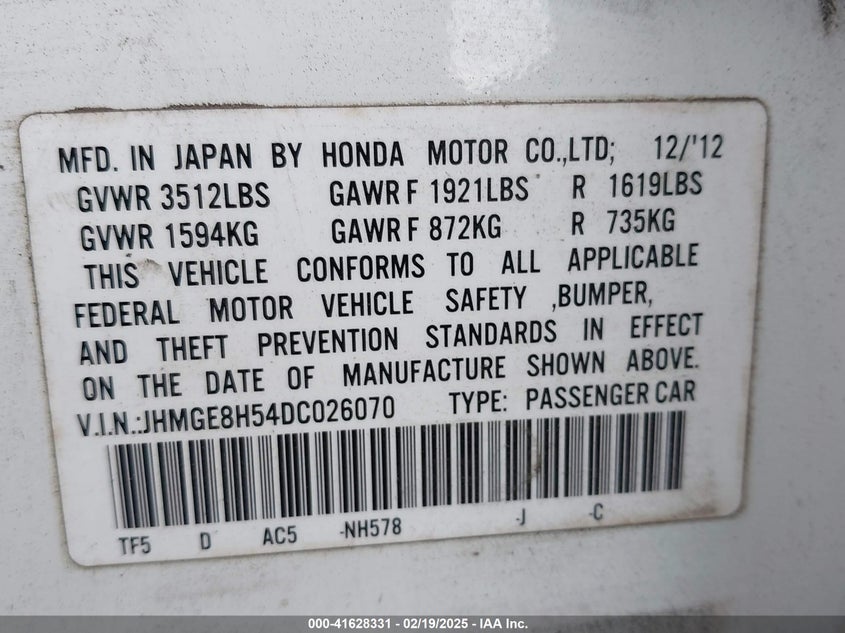 MFD. IN JAPAN BY HONDA MOTOR CO.,LTD; 12/'12
GVWR 3512LBS GAWR F 1921LBS R 1619LBS
GVWR 1594KG GAWR F 872KG R 735KG
THIS VEHICLE CONFORMS TO ALL APPLICABLE
FEDERAL MOTOR VEHICLE SAFETY ,BUMPER,
AND THEFT PREVENTION STANDARDS IN EFFECT
ON THE DATE OF MANUFACTURE SHOWN ABOVE.
V.I.N.:JHMGE8H54DC026070 TYPE: PASSENGER CAR
TF5 D AC5 -NH578 -J -C
000-41628331 - 02/19/2025 - IAA Inc.